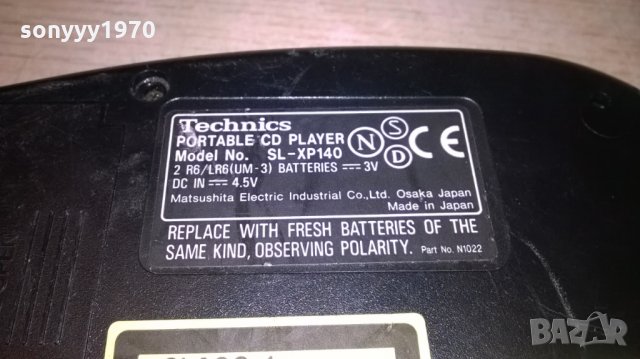 sonyyy1970
Technics
PORTABLE CD PLAYER
Model No. SL-XP140
N S D CE
2 R6/LR6(UM-3) BATTERIES ⎓ 3V
DC IN ⎓ 4.5V
Matsushita Electric Industrial Co.,Ltd. Osaka Japan
Made in Japan
REPLACE WITH FRESH BATTERIES OF THE
SAME KIND, OBSERVING POLARITY. Part No. N1022
BAZAR